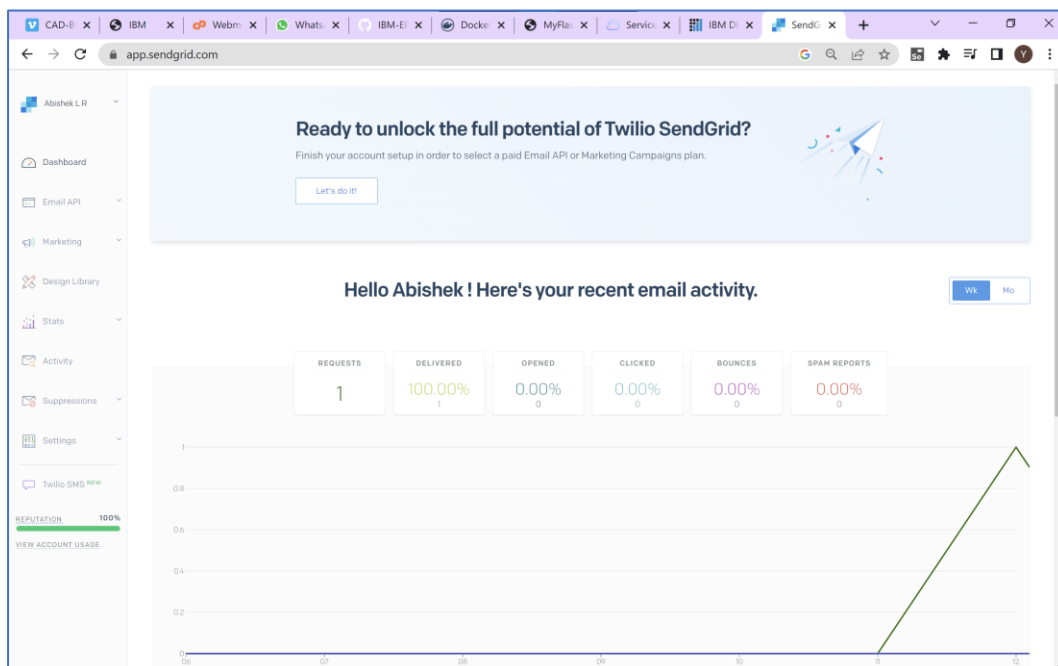 CAD-B
IBM
Webm
Whats
IBM-EF
Docke
MyFlas
Service
IBM D
SendG
app.sendgrid.com
Se
Y
Abishek L R
Dashboard
Email API
Marketing
Design Library
Stats
Activity
Suppressions
Settings
Twilio SMS NEW
REPUTATION 100%
VIEW ACCOUNT USAGE
Ready to unlock the full potential of Twilio SendGrid?
Finish your account setup in order to select a paid Email API or Marketing Campaigns plan.
Let's do it!
Hello Abishek ! Here's your recent email activity.
Wk Mo
REQUESTS DELIVERED OPENED CLICKED BOUNCES SPAM REPORTS
1 100.00% 0.00% 0.00% 0.00% 0.00%
1 0 0 0 0
1
0.8
0.6
0.4
0.2
0
06 07 08 09 10 11 12